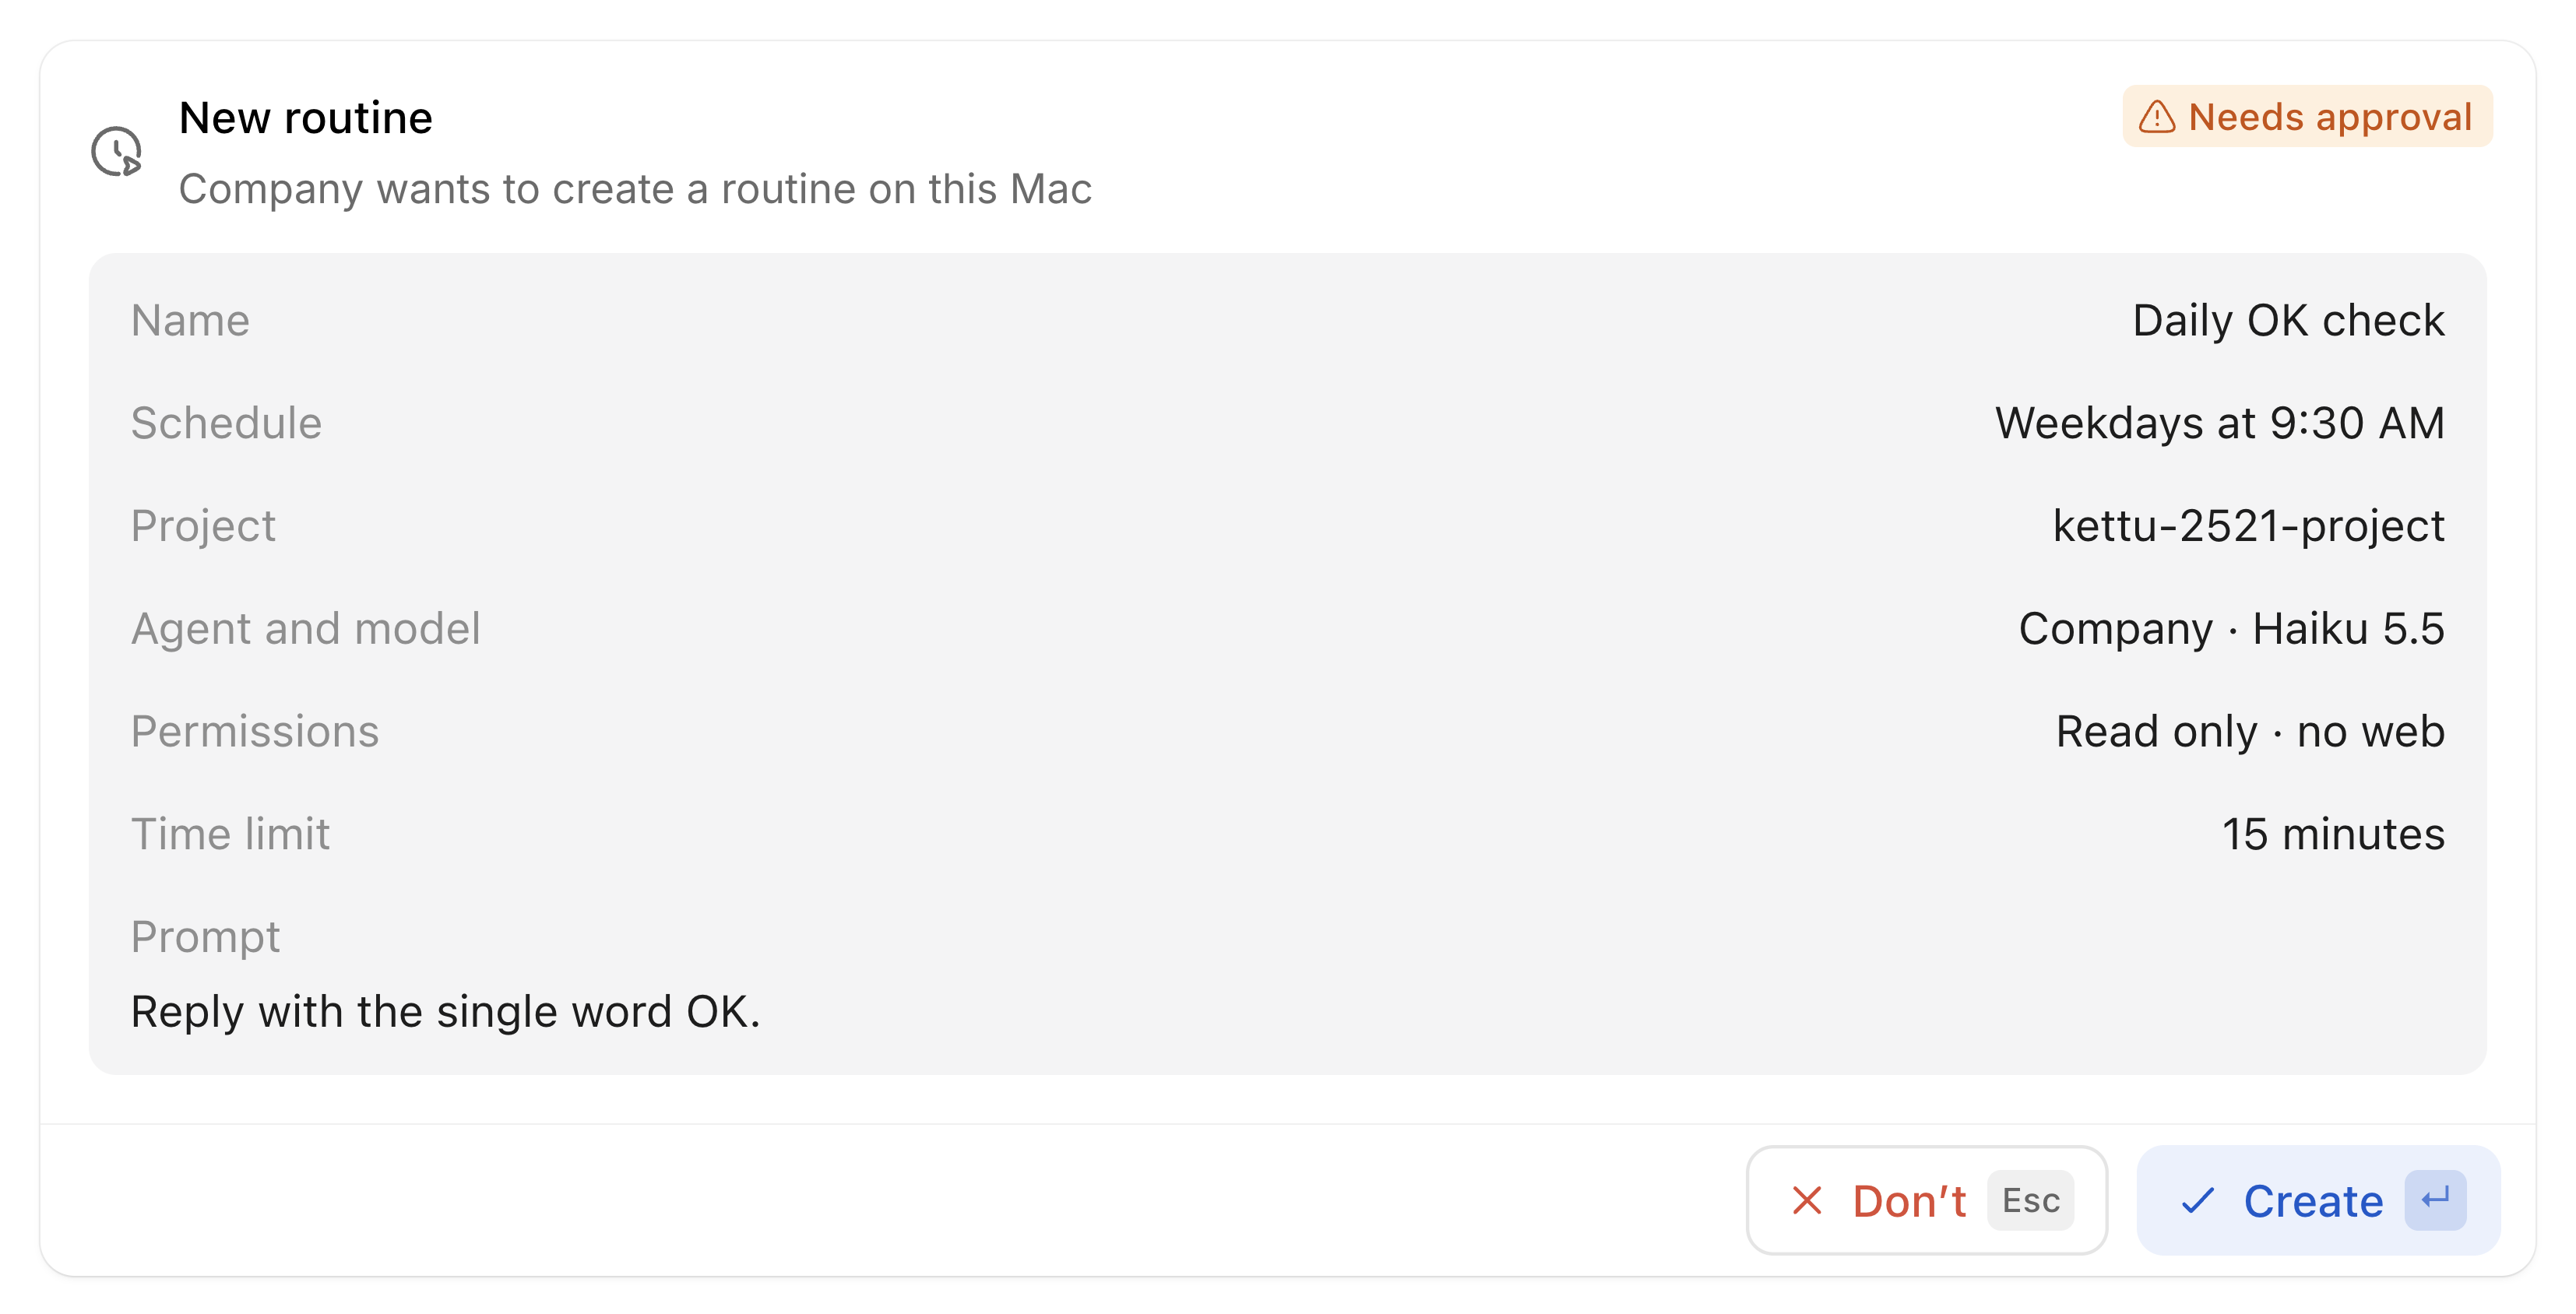 New routine
Needs approval
Company wants to create a routine on this Mac
Name Daily OK check
Schedule Weekdays at 9:30 AM
Project kettu-2521-project
Agent and model Company · Haiku 5.5
Permissions Read only · no web
Time limit 15 minutes
Prompt
Reply with the single word OK.
Don’t Esc Create